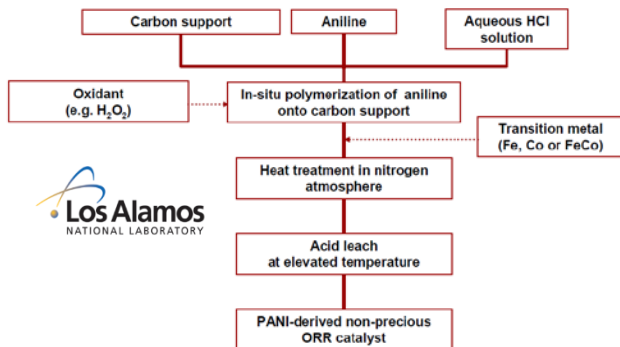 Carbon support
Aniline
Aqueous HCl
solution
Oxidant
(e.g. H₂O₂)
In-situ polymerization of aniline
onto carbon support
Transition metal
(Fe, Co or FeCo)
Heat treatment in nitrogen
atmosphere
Los Alamos
NATIONAL LABORATORY
Acid leach
at elevated temperature
PANI-derived non-precious
ORR catalyst